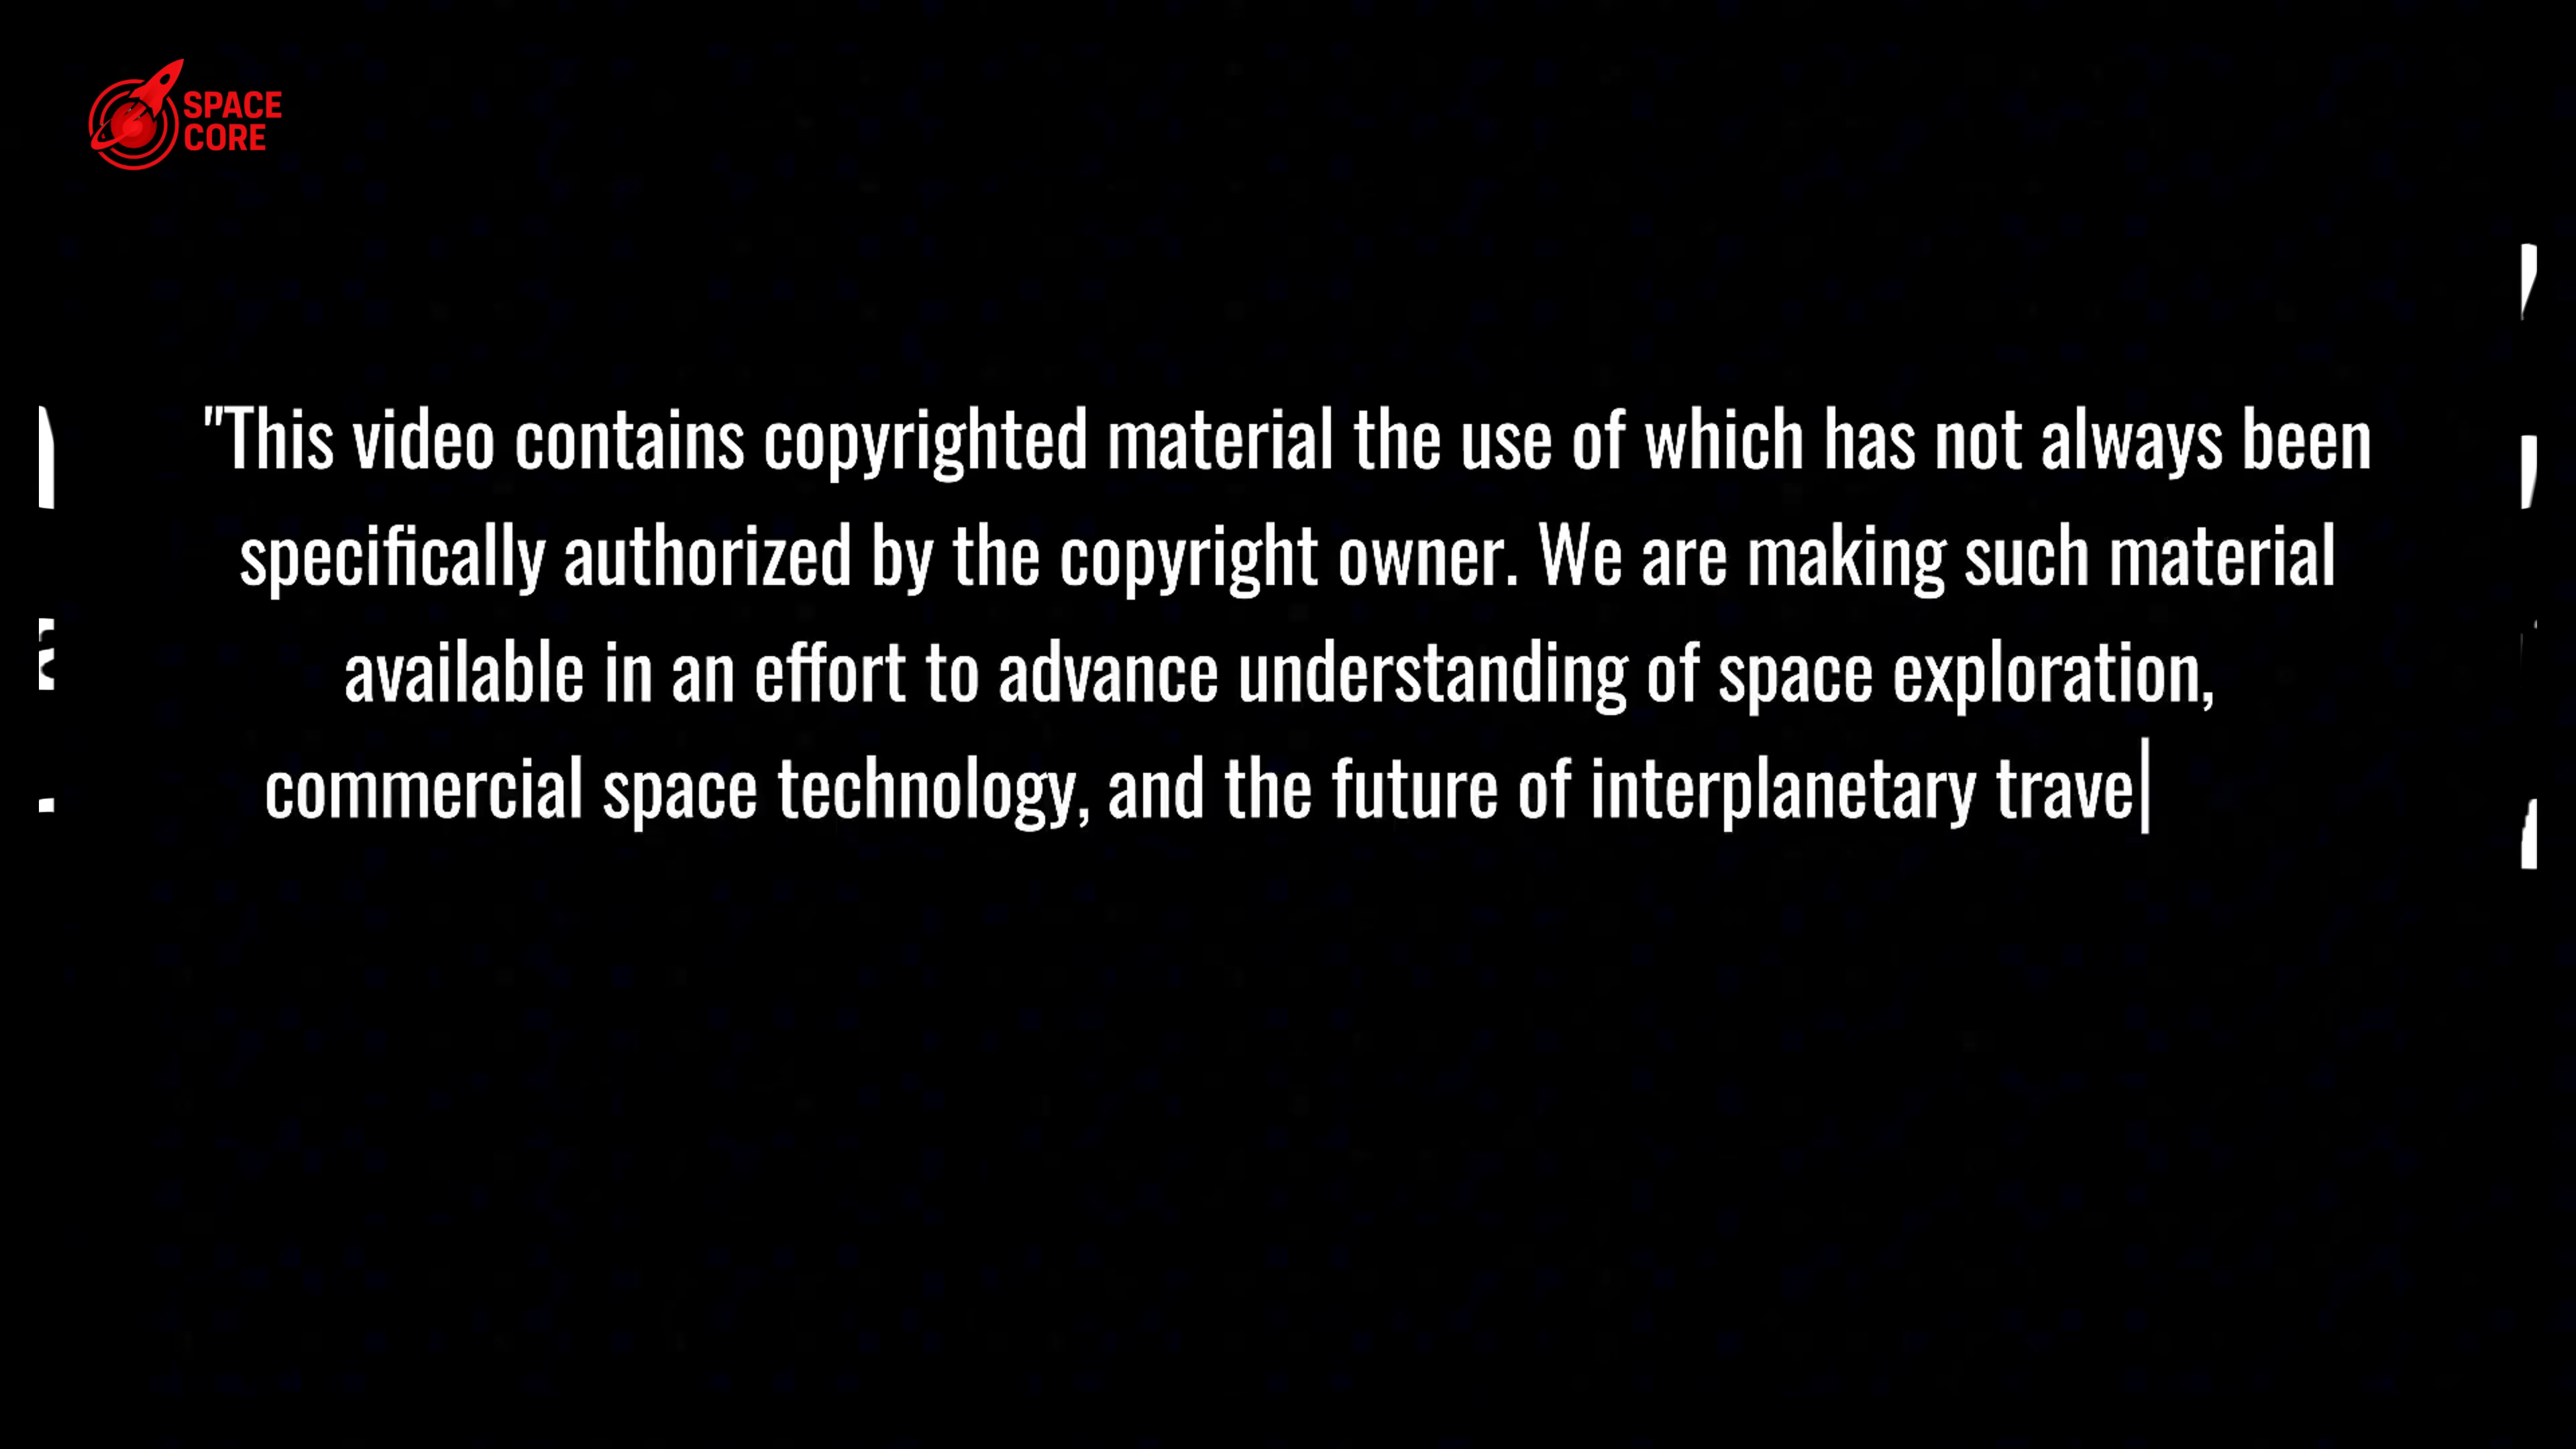 SPACE
CORE
"This video contains copyrighted material the use of which has not always been
specifically authorized by the copyright owner. We are making such material
available in an effort to advance understanding of space exploration,
commercial space technology, and the future of interplanetary trave